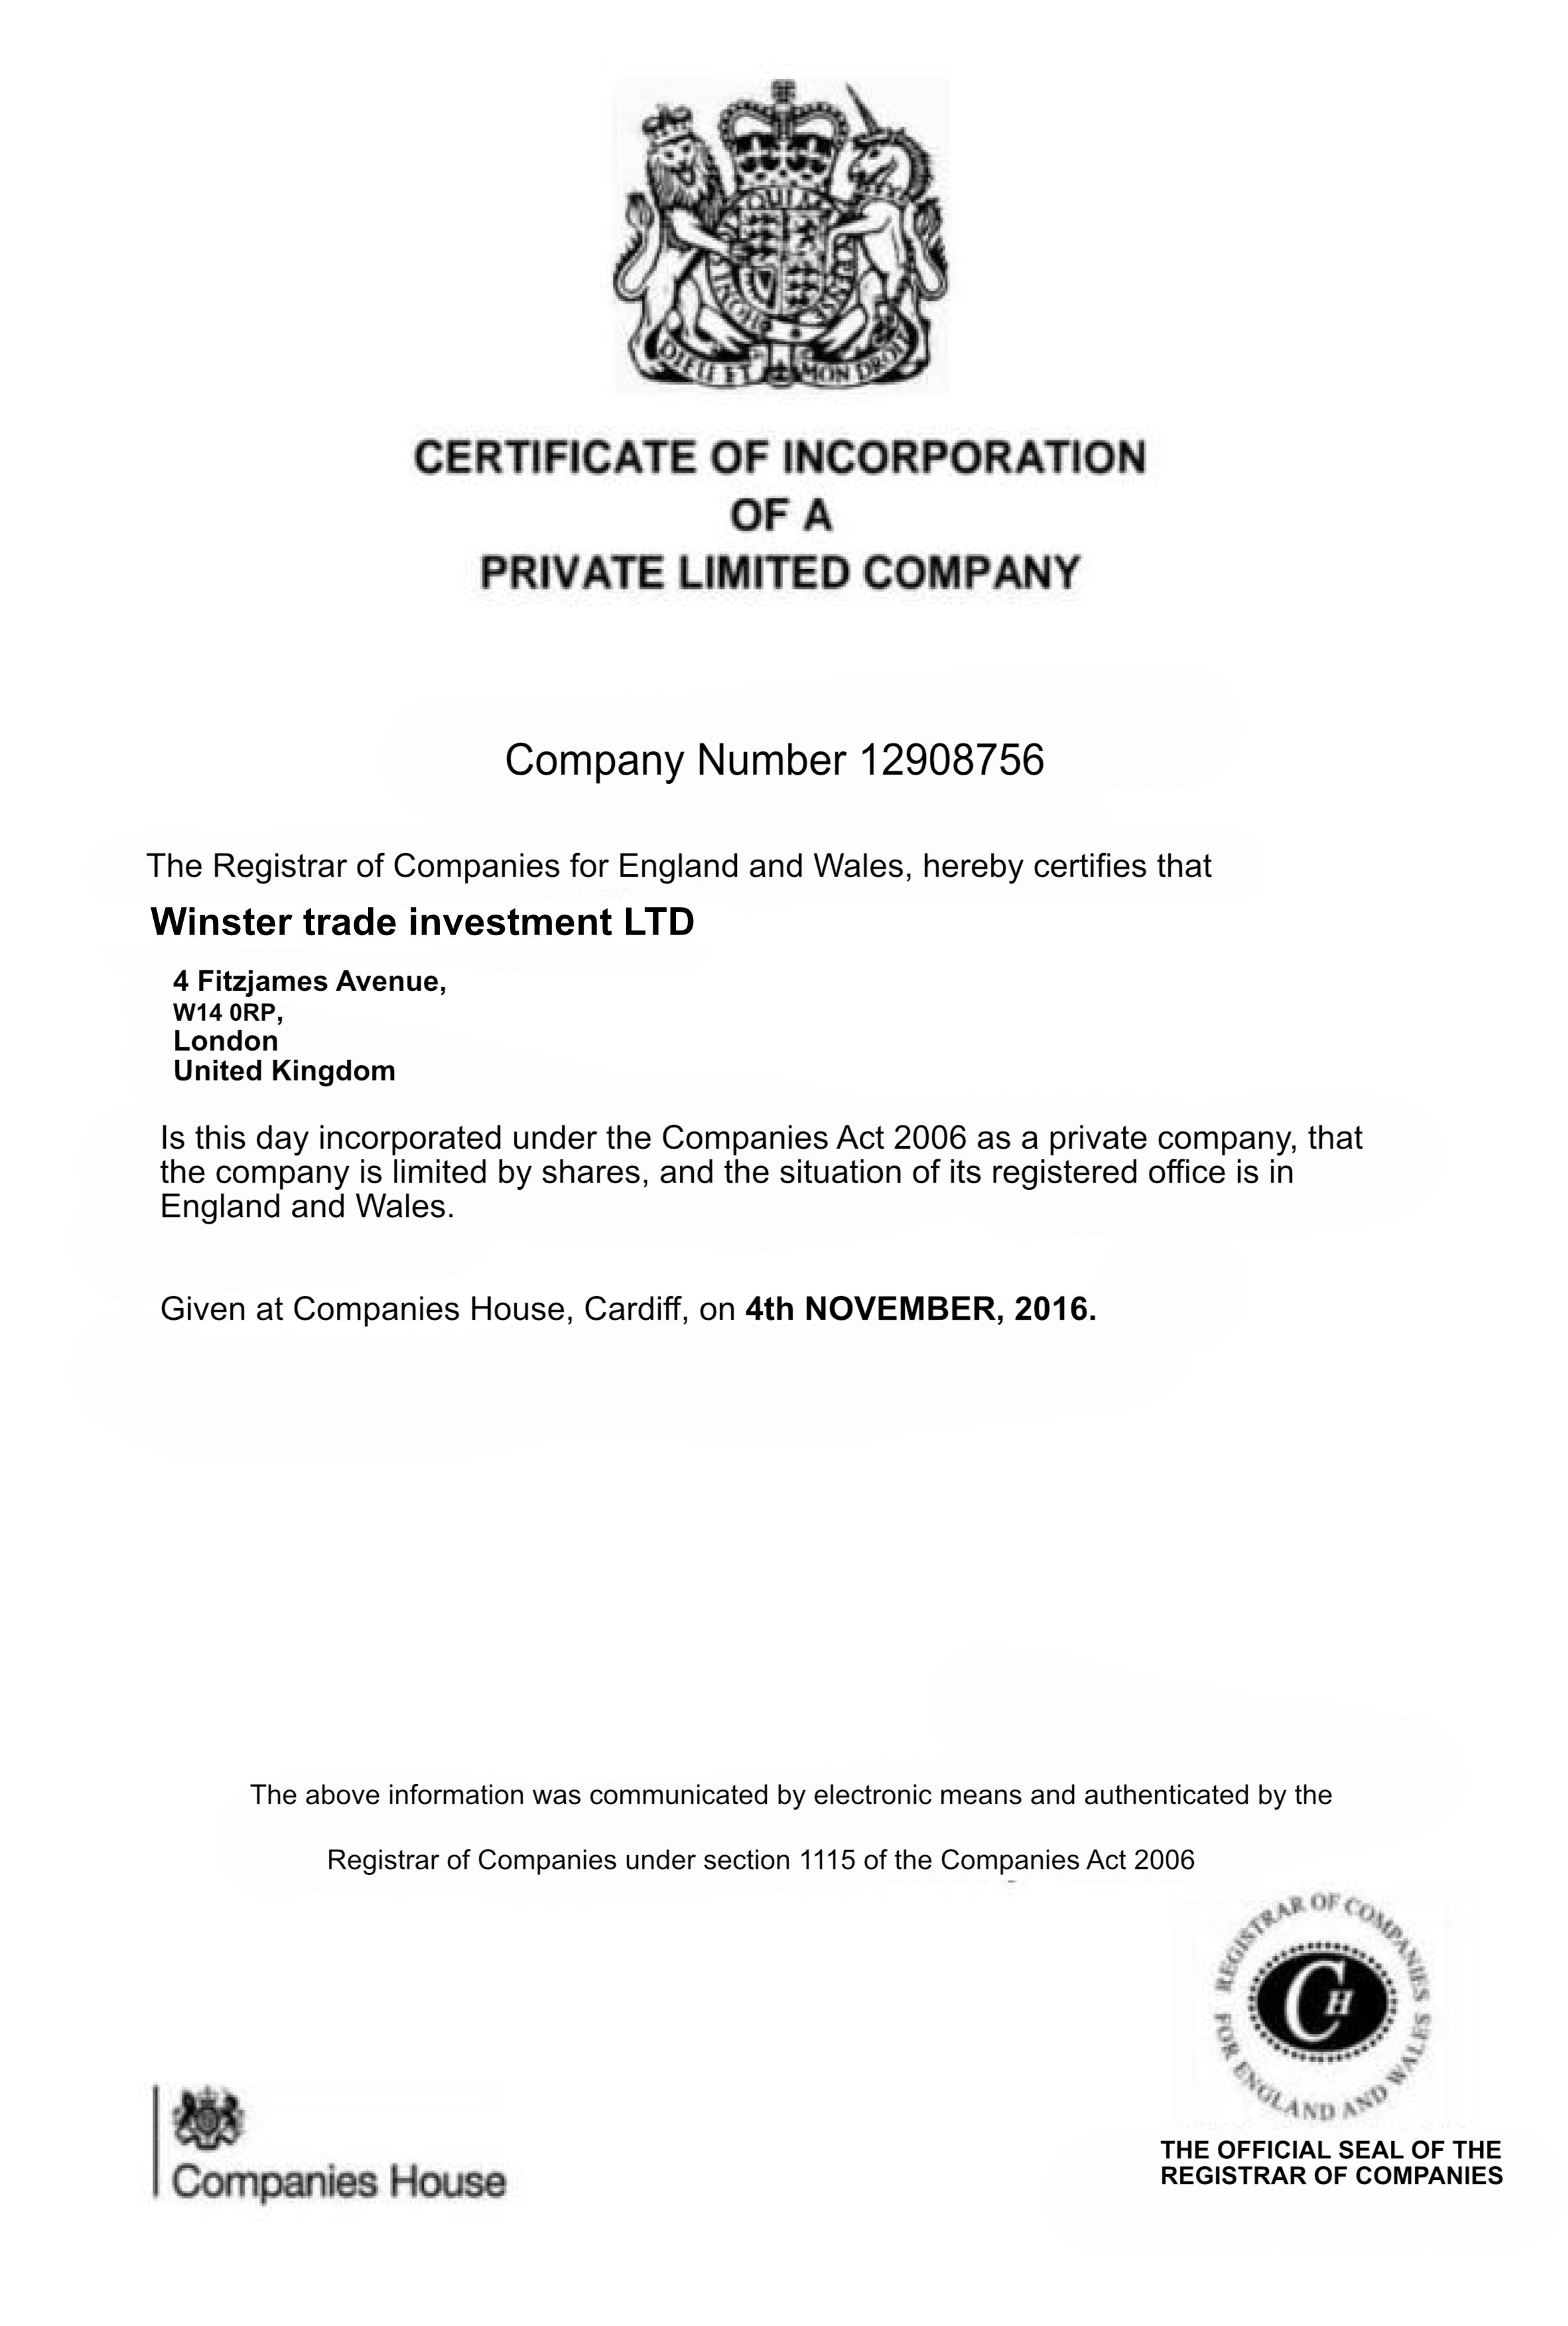 CERTIFICATE OF INCORPORATION
OF A
PRIVATE LIMITED COMPANY
Company Number 12908756
The Registrar of Companies for England and Wales, hereby certifies that
Winster trade investment LTD
4 Fitzjames Avenue,
W14 0RP,
London
United Kingdom
Is this day incorporated under the Companies Act 2006 as a private company, that
the company is limited by shares, and the situation of its registered office is in
England and Wales.
Given at Companies House, Cardiff, on 4th NOVEMBER, 2016.
The above information was communicated by electronic means and authenticated by the
Registrar of Companies under section 1115 of the Companies Act 2006
REGISTRAR OF COMPANIES
FOR ENGLAND AND WALES
CH
THE OFFICIAL SEAL OF THE
REGISTRAR OF COMPANIES
Companies House
DIEU ET MON DROIT